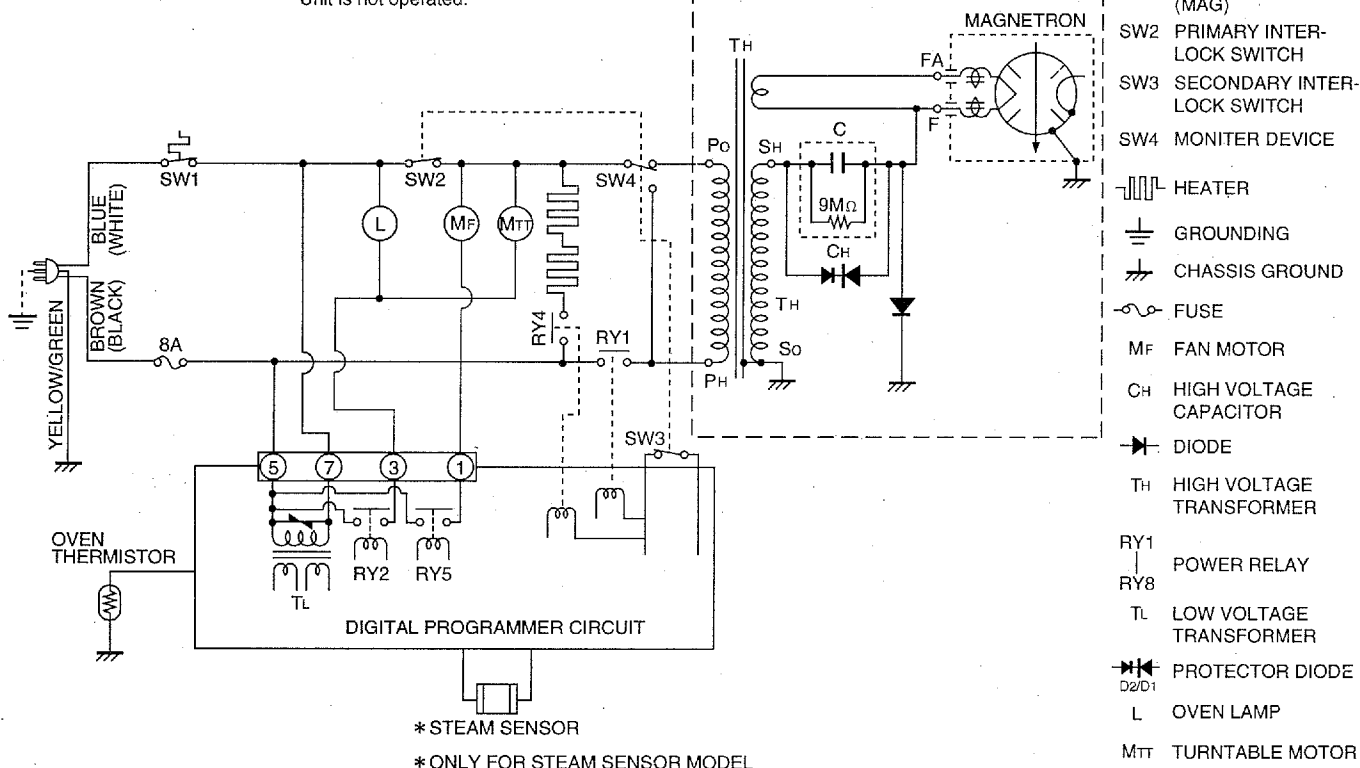 Unit is not operated.
(MAG)
MAGNETRON
SW2 PRIMARY INTER-
LOCK SWITCH
TH
FA
SW3 SECONDARY INTER-
LOCK SWITCH
F
C
SW4 MONITER DEVICE
PO
SH
SW1
SW2
SW4
HEATER
BLUE
(WHITE)
9MΩ
L
MF
MTT
GROUNDING
CH
CHASSIS GROUND
YELLOW/GREEN
BROWN
(BLACK)
TH
FUSE
8A
RY4
RY1
SO
MF FAN MOTOR
PH
CH HIGH VOLTAGE
CAPACITOR
SW3
DIODE
5
7
3
1
TH HIGH VOLTAGE
TRANSFORMER
OVEN
THERMISTOR
RY1
RY8
POWER RELAY
RY2
RY5
TL
TL LOW VOLTAGE
TRANSFORMER
DIGITAL PROGRAMMER CIRCUIT
PROTECTOR DIODE
D2/D1
L OVEN LAMP
*STEAM SENSOR
MTT TURNTABLE MOTOR
*ONLY FOR STEAM SENSOR MODEL